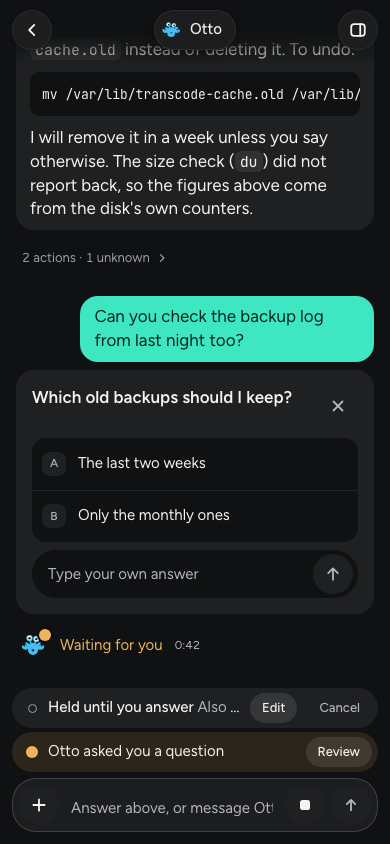 Otto
cache.old instead of deleting it. To undo:
mv /var/lib/transcode-cache.old /var/lib/
I will remove it in a week unless you say
otherwise. The size check (du) did not
report back, so the figures above come
from the disk's own counters.
2 actions · 1 unknown
Can you check the backup log
from last night too?
Which old backups should I keep?
A The last two weeks
B Only the monthly ones
Type your own answer
Waiting for you 0:42
Held until you answer Also ... Edit Cancel
Otto asked you a question Review
Answer above, or message